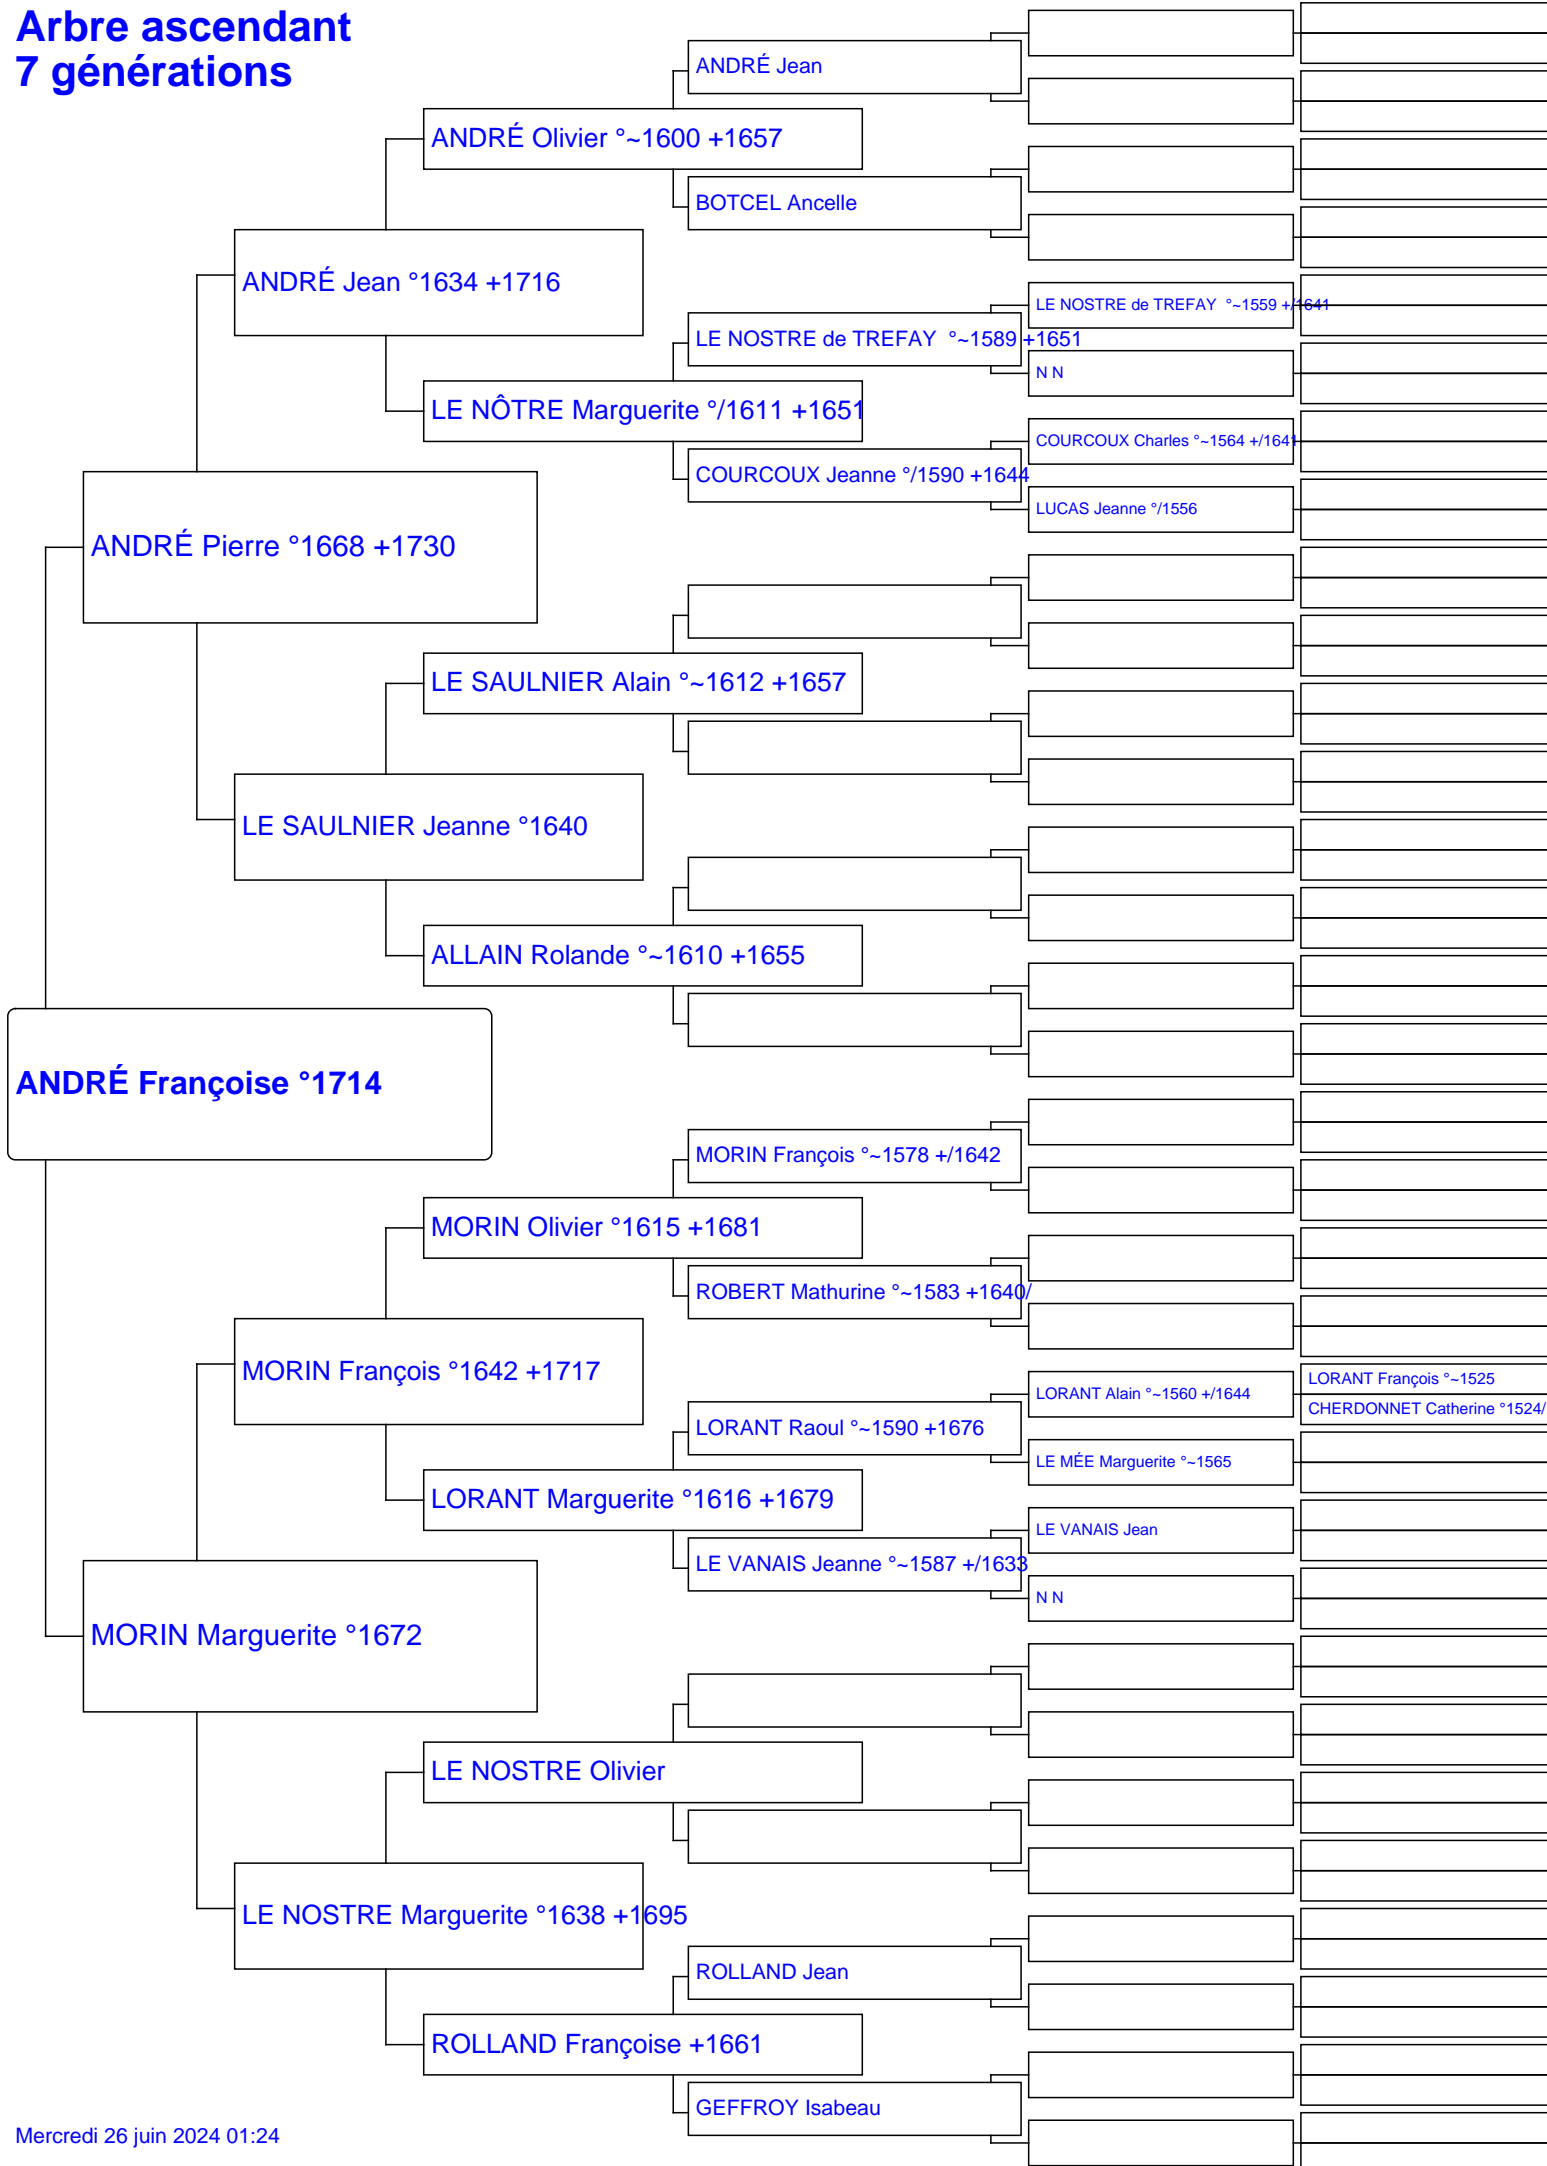 Arbre ascendant
7 générations
ANDRÉ Jean
ANDRÉ Olivier °~1600 +1657
BOTCEL Ancelle
ANDRÉ Jean °1634 +1716
LE NOSTRE de TREFAY °~1559 +/1641
LE NOSTRE de TREFAY °~1589 +1651
N N
LE NÔTRE Marguerite °/1611 +1651
COURCOUX Charles °~1564 +/1641
COURCOUX Jeanne °/1590 +1644
LUCAS Jeanne °/1556
ANDRÉ Pierre °1668 +1730
LE SAULNIER Alain °~1612 +1657
LE SAULNIER Jeanne °1640
ALLAIN Rolande °~1610 +1655
ANDRÉ Françoise °1714
MORIN François °~1578 +/1642
MORIN Olivier °1615 +1681
ROBERT Mathurine °~1583 +1640/
MORIN François °1642 +1717
LORANT François °~1525
LORANT Alain °~1560 +/1644
CHERDONNET Catherine °1524/
LORANT Raoul °~1590 +1676
LE MÉE Marguerite °~1565
LORANT Marguerite °1616 +1679
LE VANAIS Jean
LE VANAIS Jeanne °~1587 +/1633
N N
MORIN Marguerite °1672
LE NOSTRE Olivier
LE NOSTRE Marguerite °1638 +1695
ROLLAND Jean
ROLLAND Françoise +1661
GEFFROY Isabeau
Mercredi 26 juin 2024 01:24